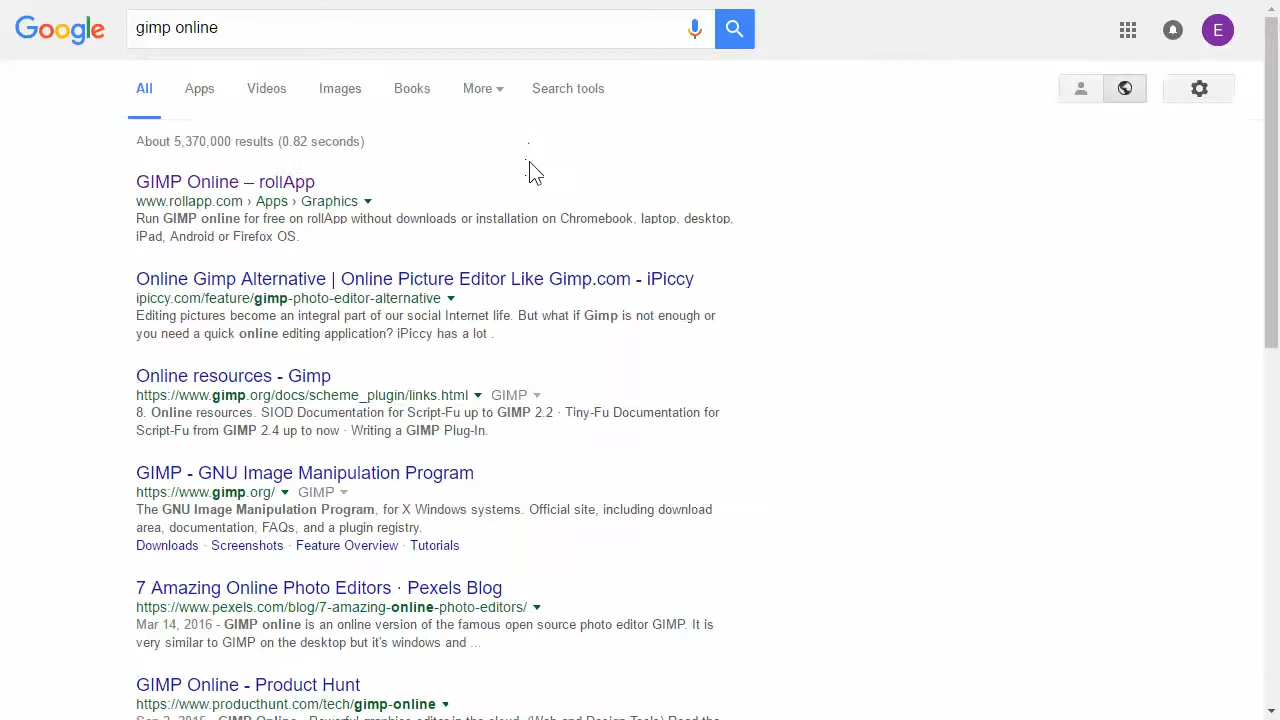 Google
gimp online
E
All Apps Videos Images Books More Search tools
About 5,370,000 results (0.82 seconds)
GIMP Online – rollApp
www.rollapp.com › Apps › Graphics
Run GIMP online for free on rollApp without downloads or installation on Chromebook, laptop, desktop,
iPad, Android or Firefox OS.
Online Gimp Alternative | Online Picture Editor Like Gimp.com - iPiccy
ipiccy.com/feature/gimp-photo-editor-alternative
Editing pictures become an integral part of our social Internet life. But what if Gimp is not enough or
you need a quick online editing application? iPiccy has a lot .
Online resources - Gimp
https://www.gimp.org/docs/scheme_plugin/links.html GIMP
8. Online resources. SIOD Documentation for Script-Fu up to GIMP 2.2 · Tiny-Fu Documentation for
Script-Fu from GIMP 2.4 up to now · Writing a GIMP Plug-In.
GIMP - GNU Image Manipulation Program
https://www.gimp.org/ GIMP
The GNU Image Manipulation Program, for X Windows systems. Official site, including download
area, documentation, FAQs, and a plugin registry.
Downloads · Screenshots · Feature Overview · Tutorials
7 Amazing Online Photo Editors · Pexels Blog
https://www.pexels.com/blog/7-amazing-online-photo-editors/
Mar 14, 2016 - GIMP online is an online version of the famous open source photo editor GIMP. It is
very similar to GIMP on the desktop but it's windows and ...
GIMP Online - Product Hunt
https://www.producthunt.com/tech/gimp-online